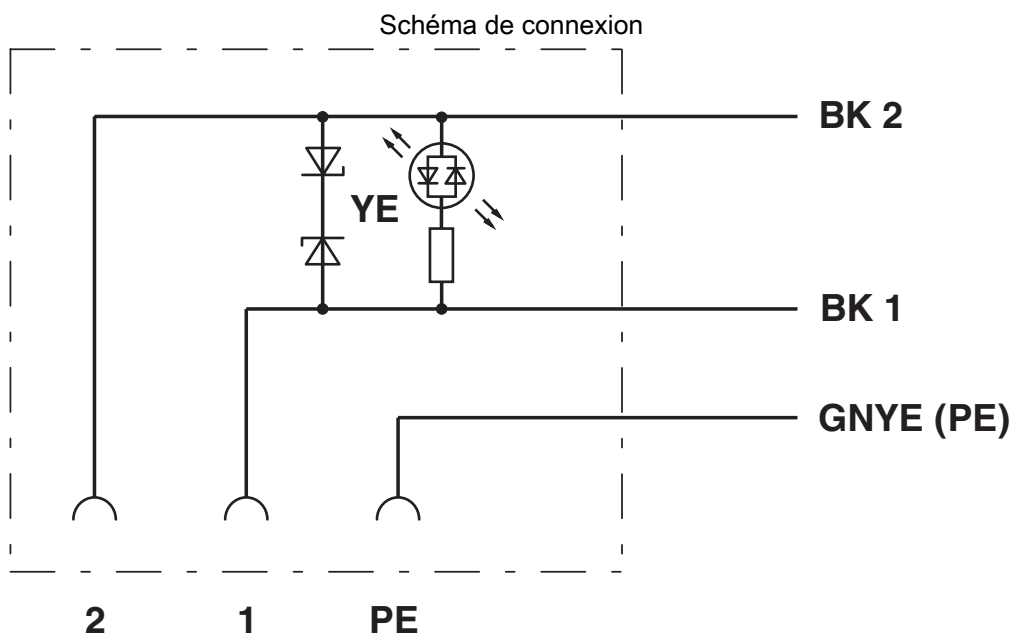 Schéma de connexion
BK 2
YE
BK 1
GNYE (PE)
2 1 PE